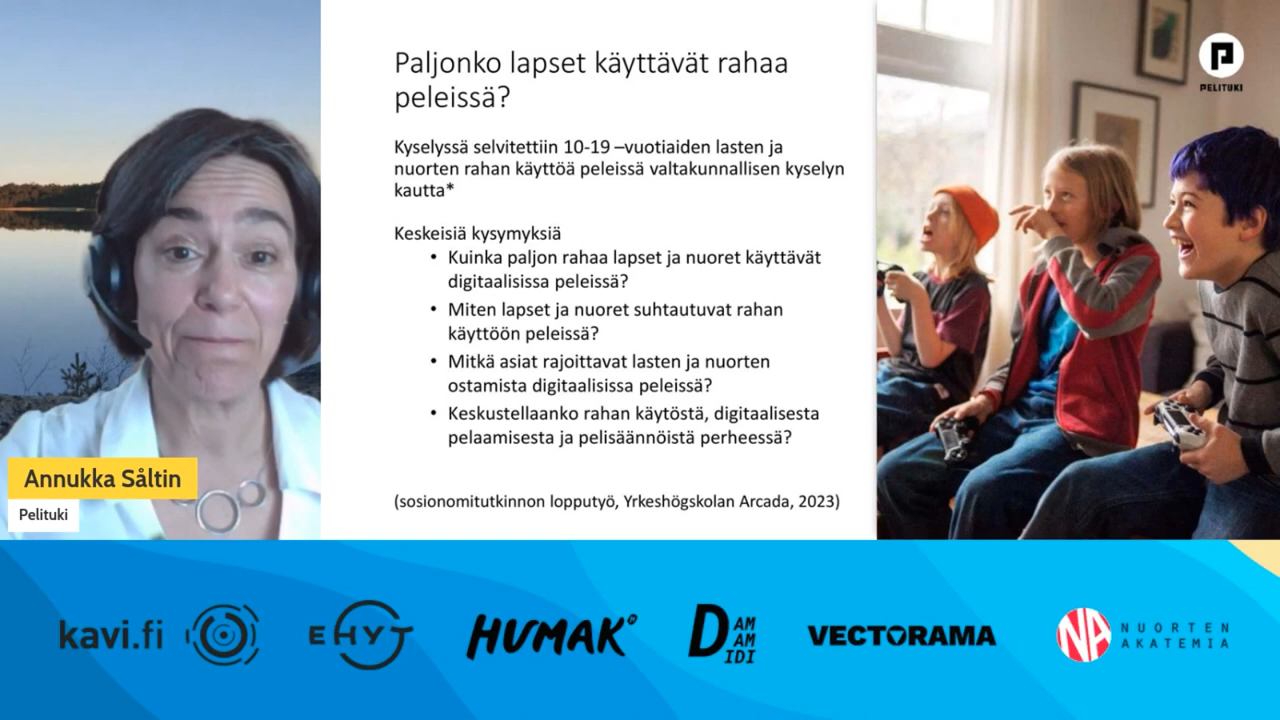 Paljonko lapset käyttävät rahaa
peleissä?
Kyselyssä selvitettiin 10-19 –vuotiaiden lasten ja
nuorten rahan käyttöä peleissä valtakunnallisen kyselyn
kautta*
Keskeisiä kysymyksiä
• Kuinka paljon rahaa lapset ja nuoret käyttävät
digitaalisissa peleissä?
• Miten lapset ja nuoret suhtautuvat rahan
käyttöön peleissä?
• Mitkä asiat rajoittavat lasten ja nuorten
ostamista digitaalisissa peleissä?
• Keskustellaanko rahan käytöstä, digitaalisesta
pelaamisesta ja pelisäännöistä perheessä?
(sosionomitutkinnon lopputyö, Yrkeshögskolan Arcada, 2023)
P
PELITUKI
Annukka Såltin
Pelituki
kavi.fi
EHYT
HUMAK
DAM
AM
IDI
VECTORAMA
NA
NUORTEN
AKATEMIA